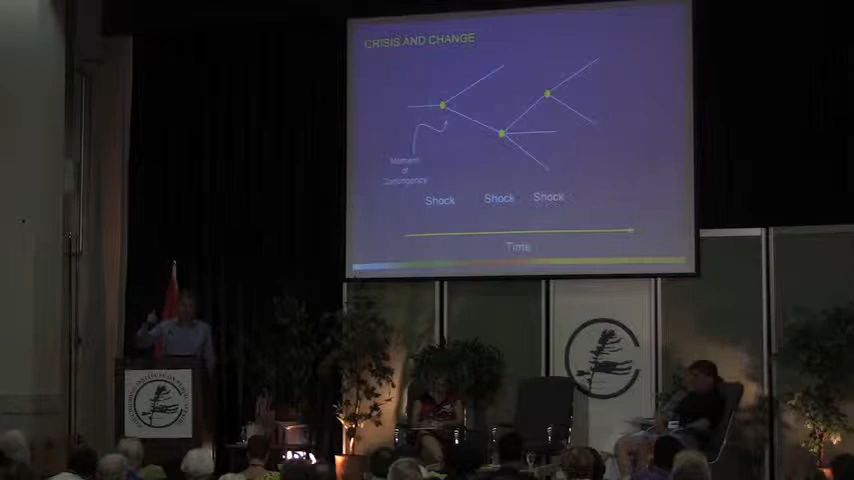 CRISIS AND CHANGE
Moment
of
Contingency
Shock Shock Shock
Time